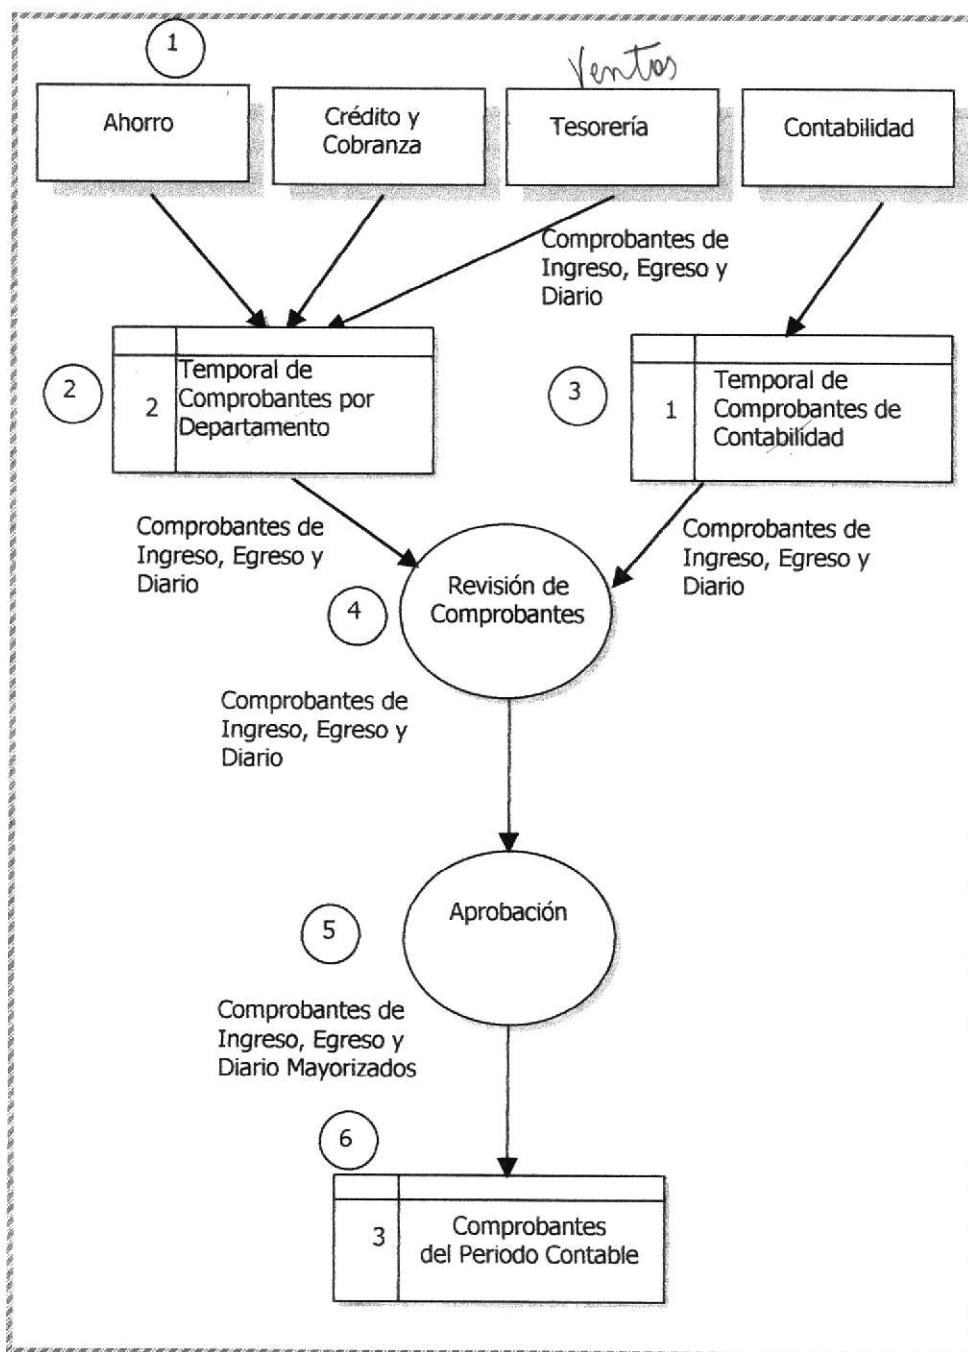 1
Ventas
Ahorro
Crédito y
Cobranza
Tesorería
Contabilidad
Comprobantes de
Ingreso, Egreso y
Diario
2
2
Temporal de
Comprobantes por
Departamento
3
1
Temporal de
Comprobantes de
Contabilidad
Comprobantes de
Ingreso, Egreso y
Diario
Comprobantes de
Ingreso, Egreso y
Diario
4
Revisión de
Comprobantes
Comprobantes de
Ingreso, Egreso y
Diario
5
Aprobación
Comprobantes de
Ingreso, Egreso y
Diario Mayorizados
6
3
Comprobantes
del Periodo Contable